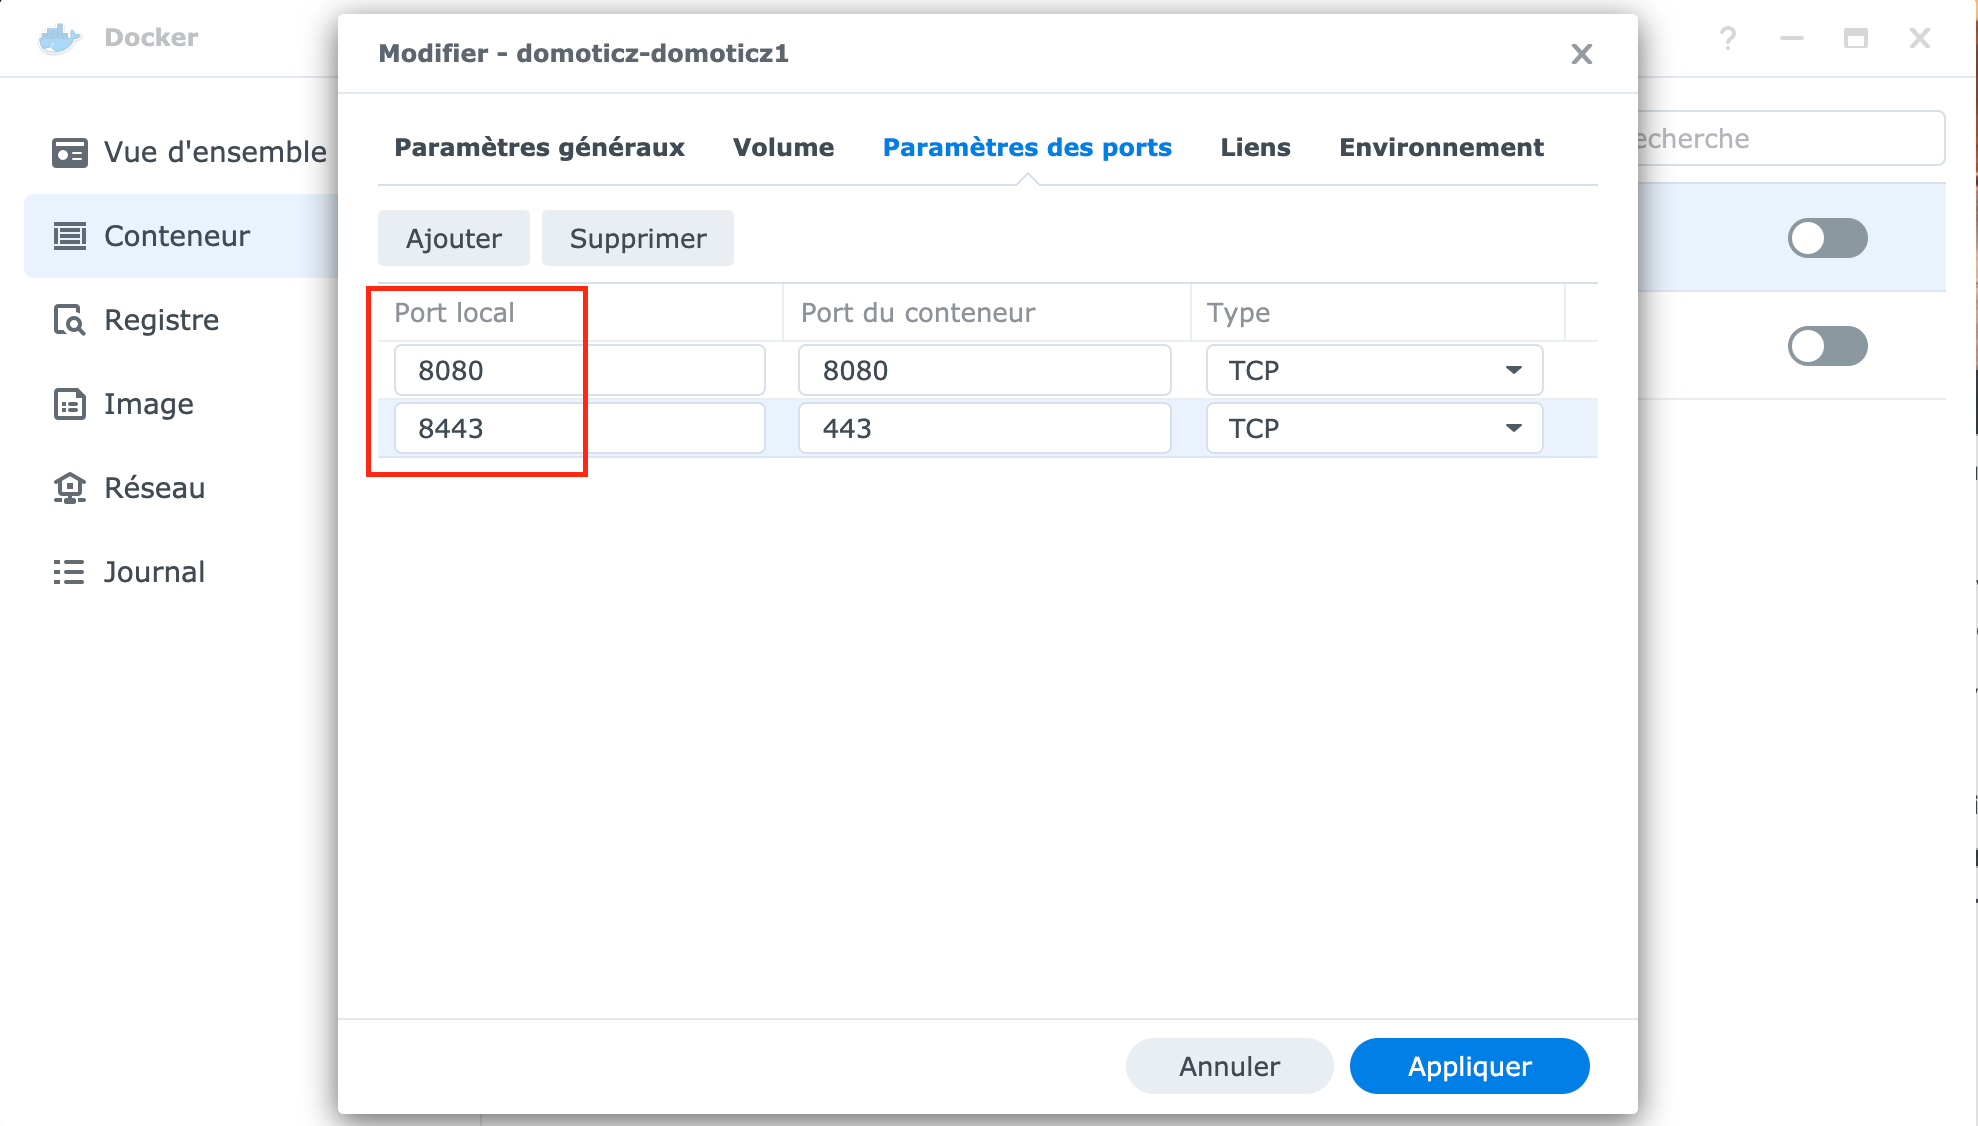 Docker
?
Modifier - domoticz-domoticz1
Vue d'ensemble
Conteneur
Registre
Image
Réseau
Journal
Paramètres généraux Volume Paramètres des ports Liens Environnement
echerche
Ajouter Supprimer
Port local Port du conteneur Type
8080 8080 TCP
8443 443 TCP
Annuler Appliquer